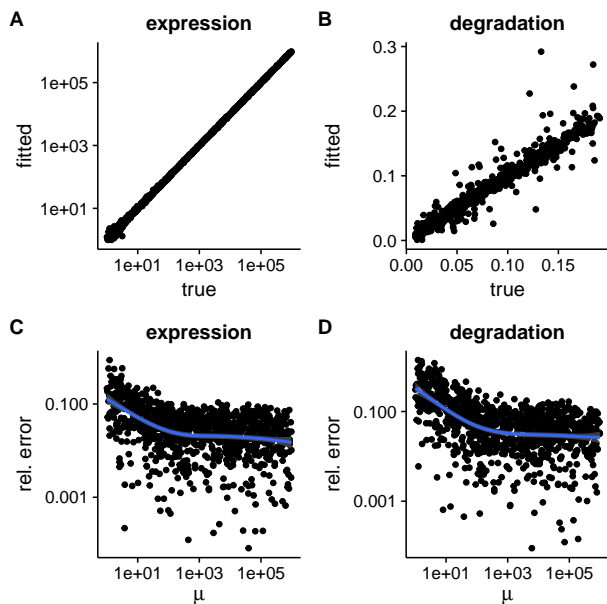 A
expression
fitted
1e+05
1e+03
1e+01
1e+01 1e+03 1e+05
true
B
degradation
fitted
0.3
0.2
0.1
0.0
0.00 0.05 0.10 0.15
true
C
expression
rel. error
0.100
0.001
1e+01 1e+03 1e+05
μ
D
degradation
rel. error
0.100
0.001
1e+01 1e+03 1e+05
μ